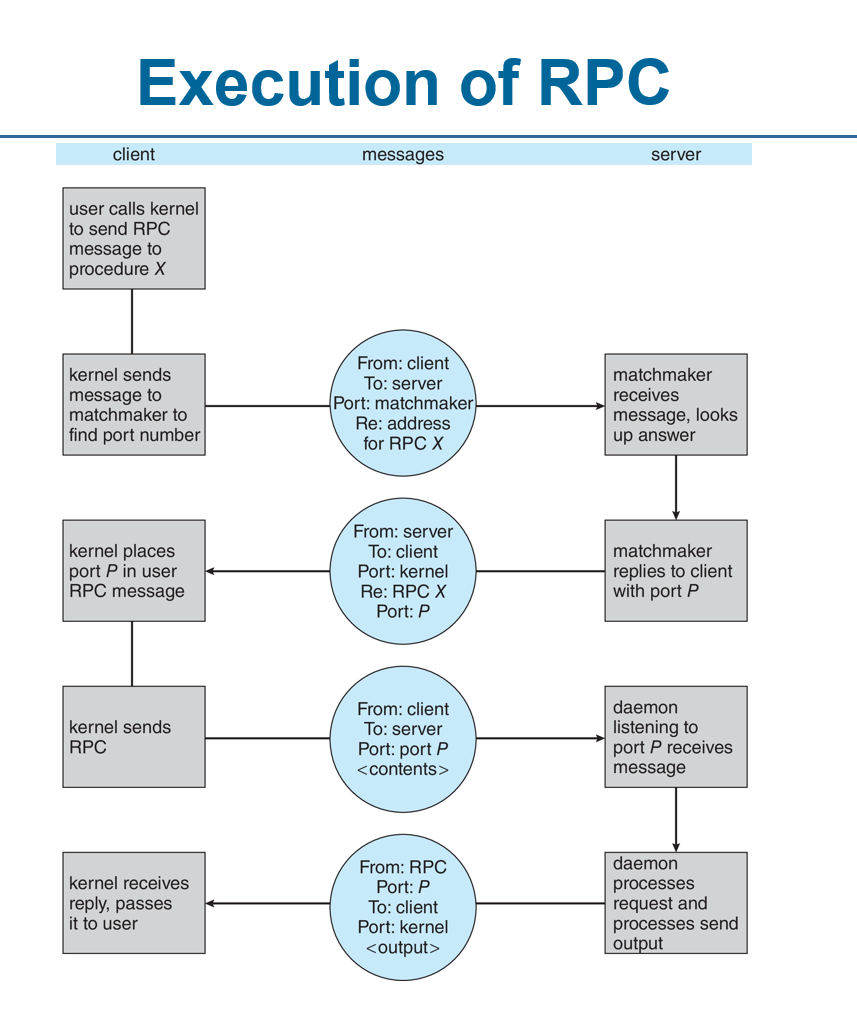 Execution of RPC
client messages server
user calls kernel
to send RPC
message to
procedure X
kernel sends
message to
matchmaker to
find port number
From: client
To: server
Port: matchmaker
Re: address
for RPC X
matchmaker
receives
message, looks
up answer
kernel places
port P in user
RPC message
From: server
To: client
Port: kernel
Re: RPC X
Port: P
matchmaker
replies to client
with port P
kernel sends
RPC
From: client
To: server
Port: port P
<contents>
daemon
listening to
port P receives
message
kernel receives
reply, passes
it to user
From: RPC
Port: P
To: client
Port: kernel
<output>
daemon
processes
request and
processes send
output